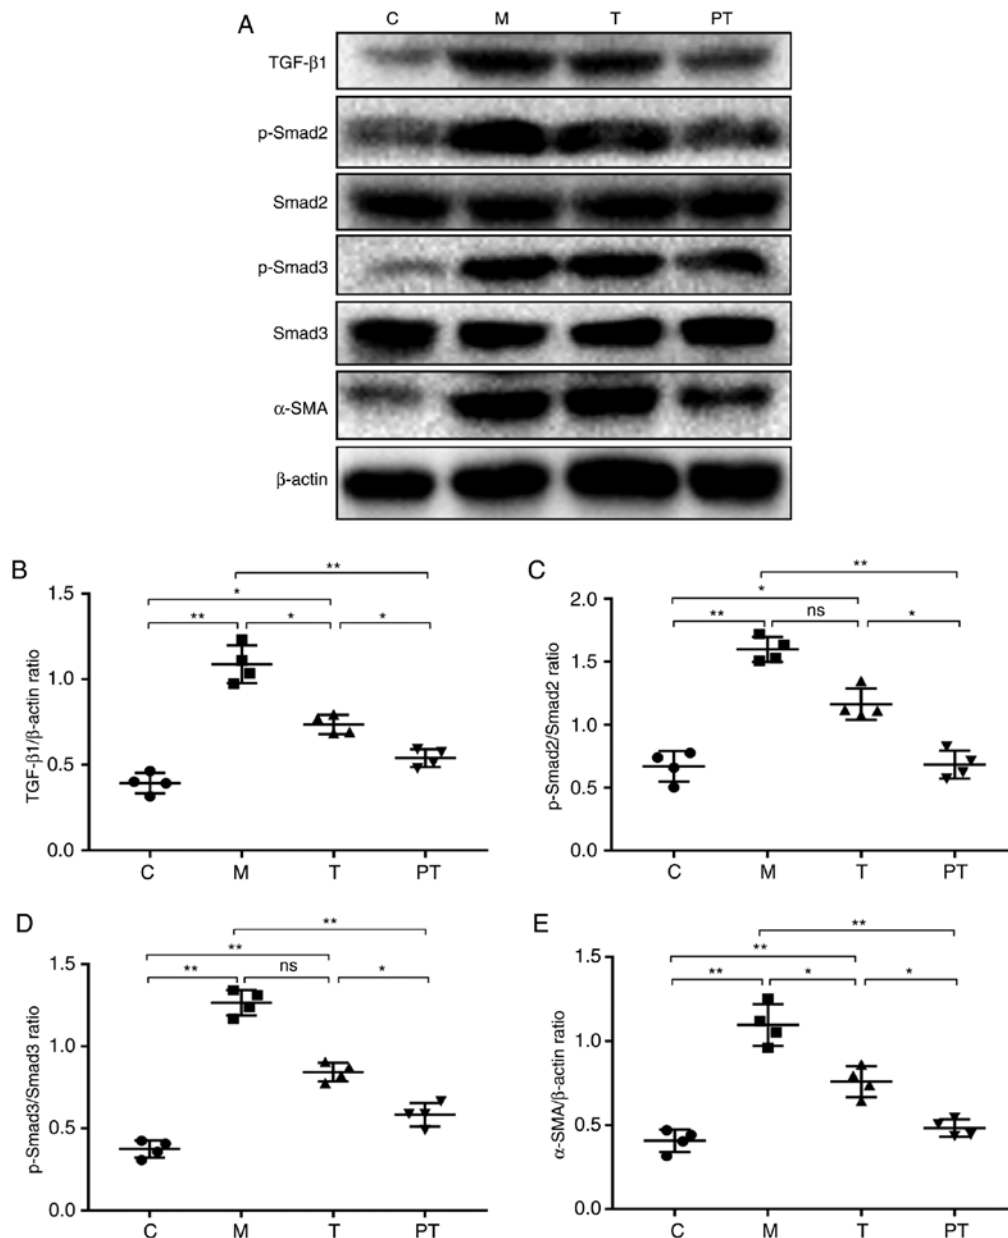 A
C M T PT
TGF-β1
p-Smad2
Smad2
p-Smad3
Smad3
α-SMA
β-actin
B
**
*
** * *
TGF-β1/β-actin ratio
1.5
1.0
0.5
0.0
C M T PT
C
**
*
** ns *
p-Smad2/Smad2 ratio
2.0
1.5
1.0
0.5
0.0
C M T PT
D
**
**
** ns *
p-Smad3/Smad3 ratio
1.5
1.0
0.5
0.0
C M T PT
E
**
**
** * *
α-SMA/β-actin ratio
1.5
1.0
0.5
0.0
C M T PT